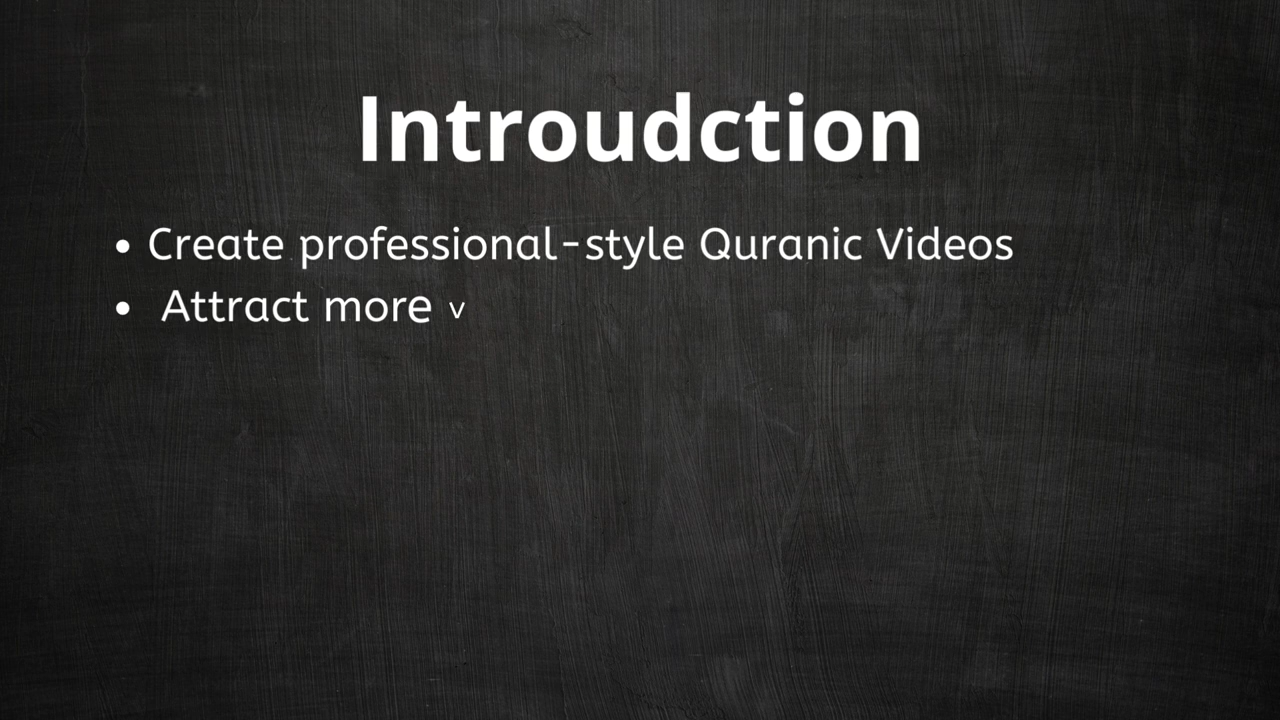 Introudction
• Create professional-style Quranic Videos
• Attract more v